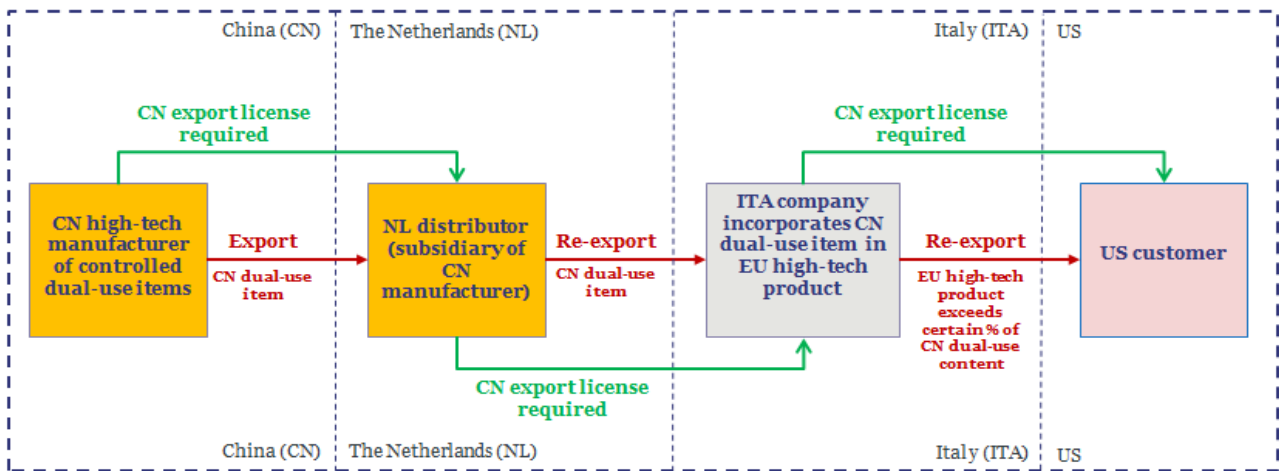 China (CN)
The Netherlands (NL)
Italy (ITA)
US
CN export license
required
CN export license
required
CN high-tech
manufacturer
of controlled
dual-use items
Export
CN dual-use
item
NL distributor
(subsidiary of
CN
manufacturer)
Re-export
CN dual-use
item
ITA company
incorporates CN
dual-use item in
EU high-tech
product
Re-export
EU high-tech
product
exceeds
certain % of
CN dual-use
content
US customer
CN export license
required
China (CN)
The Netherlands (NL)
Italy (ITA)
US